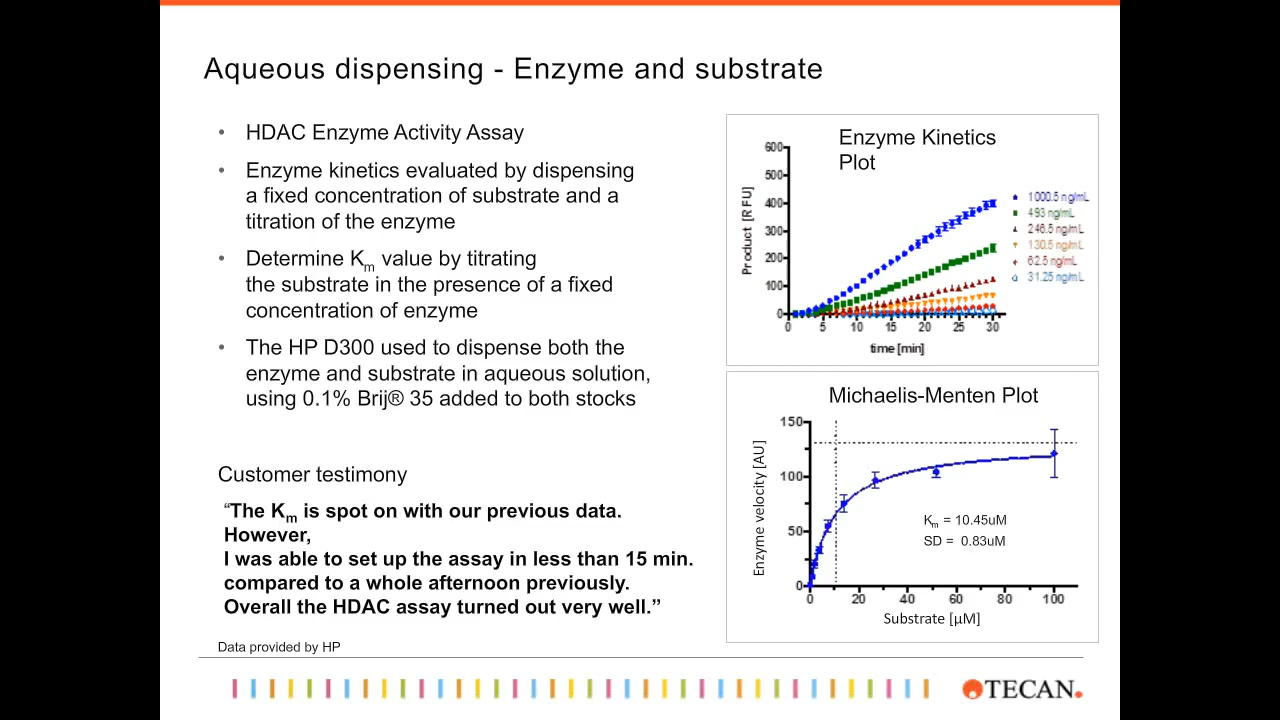 Aqueous dispensing - Enzyme and substrate
• HDAC Enzyme Activity Assay
• Enzyme kinetics evaluated by dispensing
a fixed concentration of substrate and a
titration of the enzyme
• Determine Km value by titrating
the substrate in the presence of a fixed
concentration of enzyme
• The HP D300 used to dispense both the
enzyme and substrate in aqueous solution,
using 0.1% Brij® 35 added to both stocks
Customer testimony
“The Km is spot on with our previous data.
However,
I was able to set up the assay in less than 15 min.
compared to a whole afternoon previously.
Overall the HDAC assay turned out very well.”
Data provided by HP
Enzyme Kinetics
Plot
Product [RFU]
600
500
400
300
200
100
0
0 5 10 15 20 25 30
time [min]
1000.5 ng/mL
493 ng/mL
246.5 ng/mL
130.5 ng/mL
62.5 ng/mL
31.25 ng/mL
Michaelis-Menten Plot
Enzyme velocity [AU]
150
100
50
0
0 20 40 60 80 100
Substrate [µM]
Km = 10.45uM
SD = 0.83uM
TECAN.